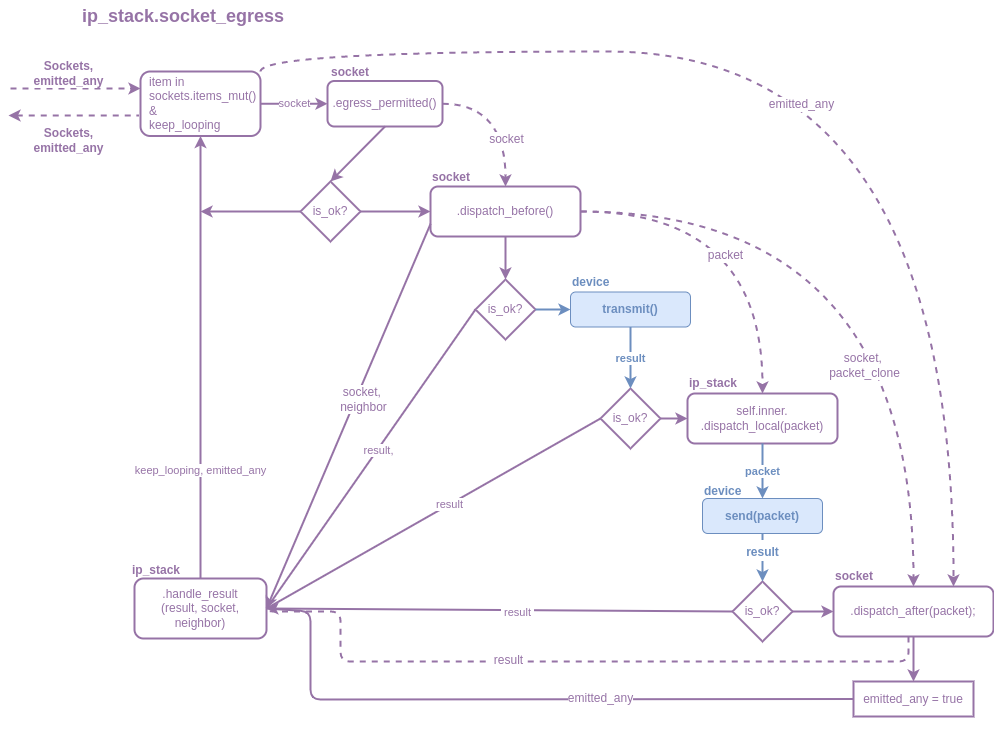 ip_stack.socket_egress
Sockets,
emitted_any
Sockets,
emitted_any
item in
sockets.items_mut()
&
keep_looping
socket
socket
.egress_permitted()
socket
emitted_any
is_ok?
socket
.dispatch_before()
packet
is_ok?
device
transmit()
result
socket,
packet_clone
socket,
neighbor
ip_stack
self.inner.
.dispatch_local(packet)
is_ok?
result,
keep_looping, emitted_any
packet
result
device
send(packet)
result
ip_stack
.handle_result
(result, socket,
neighbor)
socket
.dispatch_after(packet);
is_ok?
result
result
emitted_any
emitted_any = true